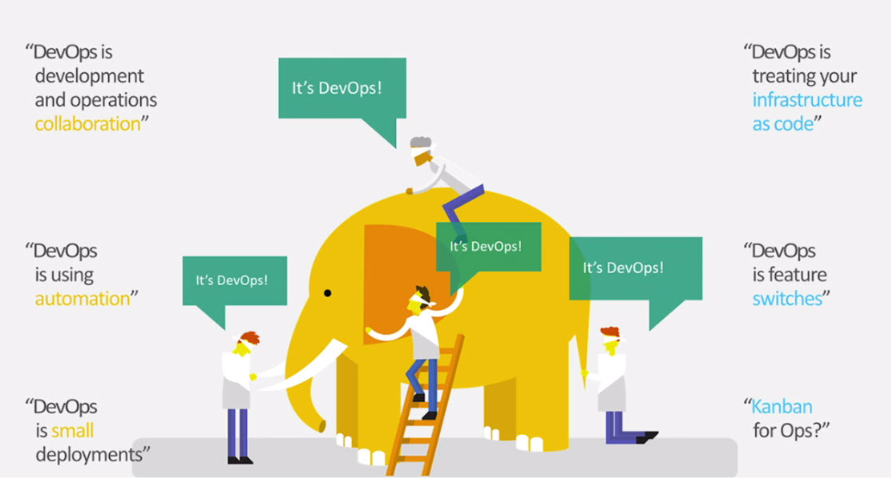 “DevOps is
development
and operations
collaboration”
It's DevOps!
“DevOps is
treating your
infrastructure
as code”
“DevOps
is using
automation”
It's DevOps!
It's DevOps!
It's DevOps!
“DevOps
is feature
switches”
“DevOps
is small
deployments”
“Kanban
for Ops?”